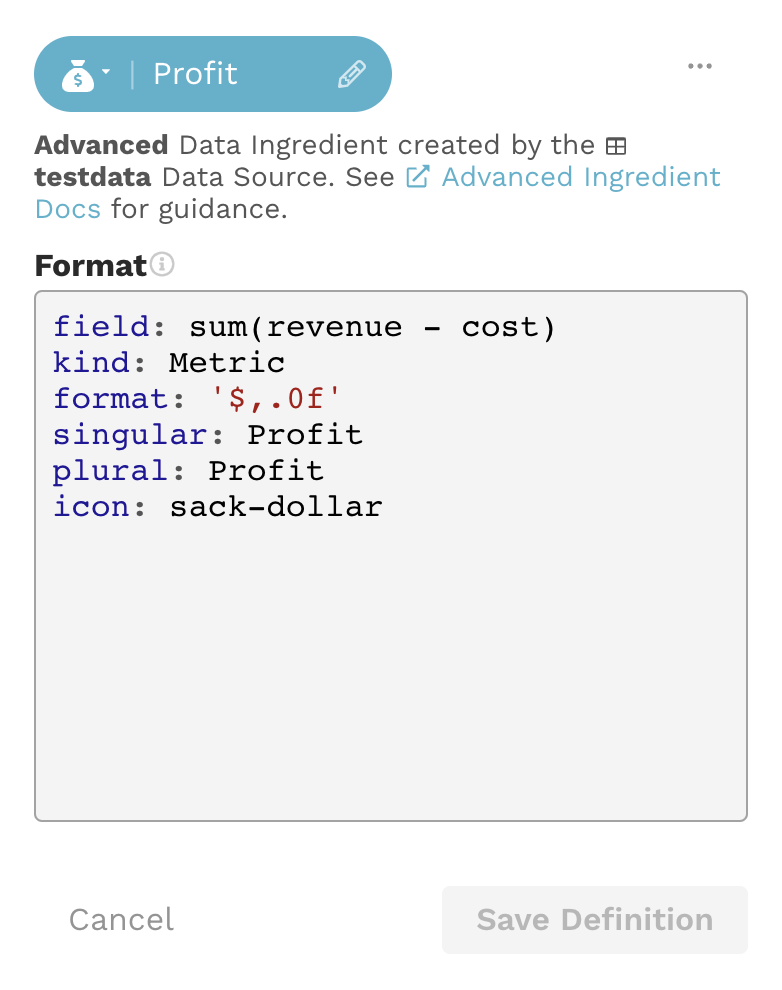 Profit
Advanced Data Ingredient created by the
testdata Data Source. See Advanced Ingredient
Docs for guidance.
Format
field: sum(revenue - cost)
kind: Metric
format: '$,.0f'
singular: Profit
plural: Profit
icon: sack-dollar
Cancel Save Definition